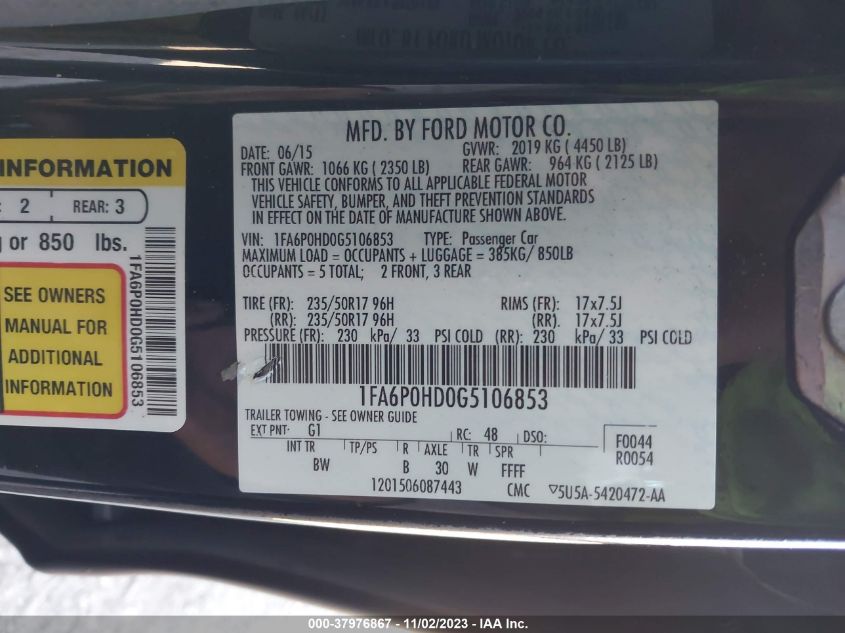 MFD. BY FORD MOTOR CO.
DATE: 06/15 GVWR: 2019 KG ( 4450 LB)
FRONT GAWR: 1066 KG ( 2350 LB) REAR GAWR: 964 KG ( 2125 LB)
THIS VEHICLE CONFORMS TO ALL APPLICABLE FEDERAL MOTOR
VEHICLE SAFETY, BUMPER, AND THEFT PREVENTION STANDARDS
IN EFFECT ON THE DATE OF MANUFACTURE SHOWN ABOVE.
VIN: 1FA6P0HD0G5106853 TYPE: Passenger Car
MAXIMUM LOAD = OCCUPANTS + LUGGAGE = 385KG/ 850LB
OCCUPANTS = 5 TOTAL; 2 FRONT, 3 REAR
TIRE (FR): 235/50R17 96H RIMS (FR): 17x7.5J
(RR): 235/50R17 96H (RR). 17x7.5J
PRESSURE (FR): 230 kPa/ 33 PSI COLD (RR): 230 kPa/ 33 PSI COLD
1FA6P0HD0G5106853
TRAILER TOWING - SEE OWNER GUIDE
EXT PNT: G1 RC: 48 DSO:
F0044
R0054
INT TR TP/PS R AXLE TR SPR
BW B 30 W FFFF
1201506087443 CMC ▽5U5A-5420472-AA
INFORMATION
: 2 REAR: 3
or 850 lbs.
SEE OWNERS
MANUAL FOR
ADDITIONAL
INFORMATION
1FA6P0HD0G5106853
000-37976867 - 11/02/2023 - IAA Inc.